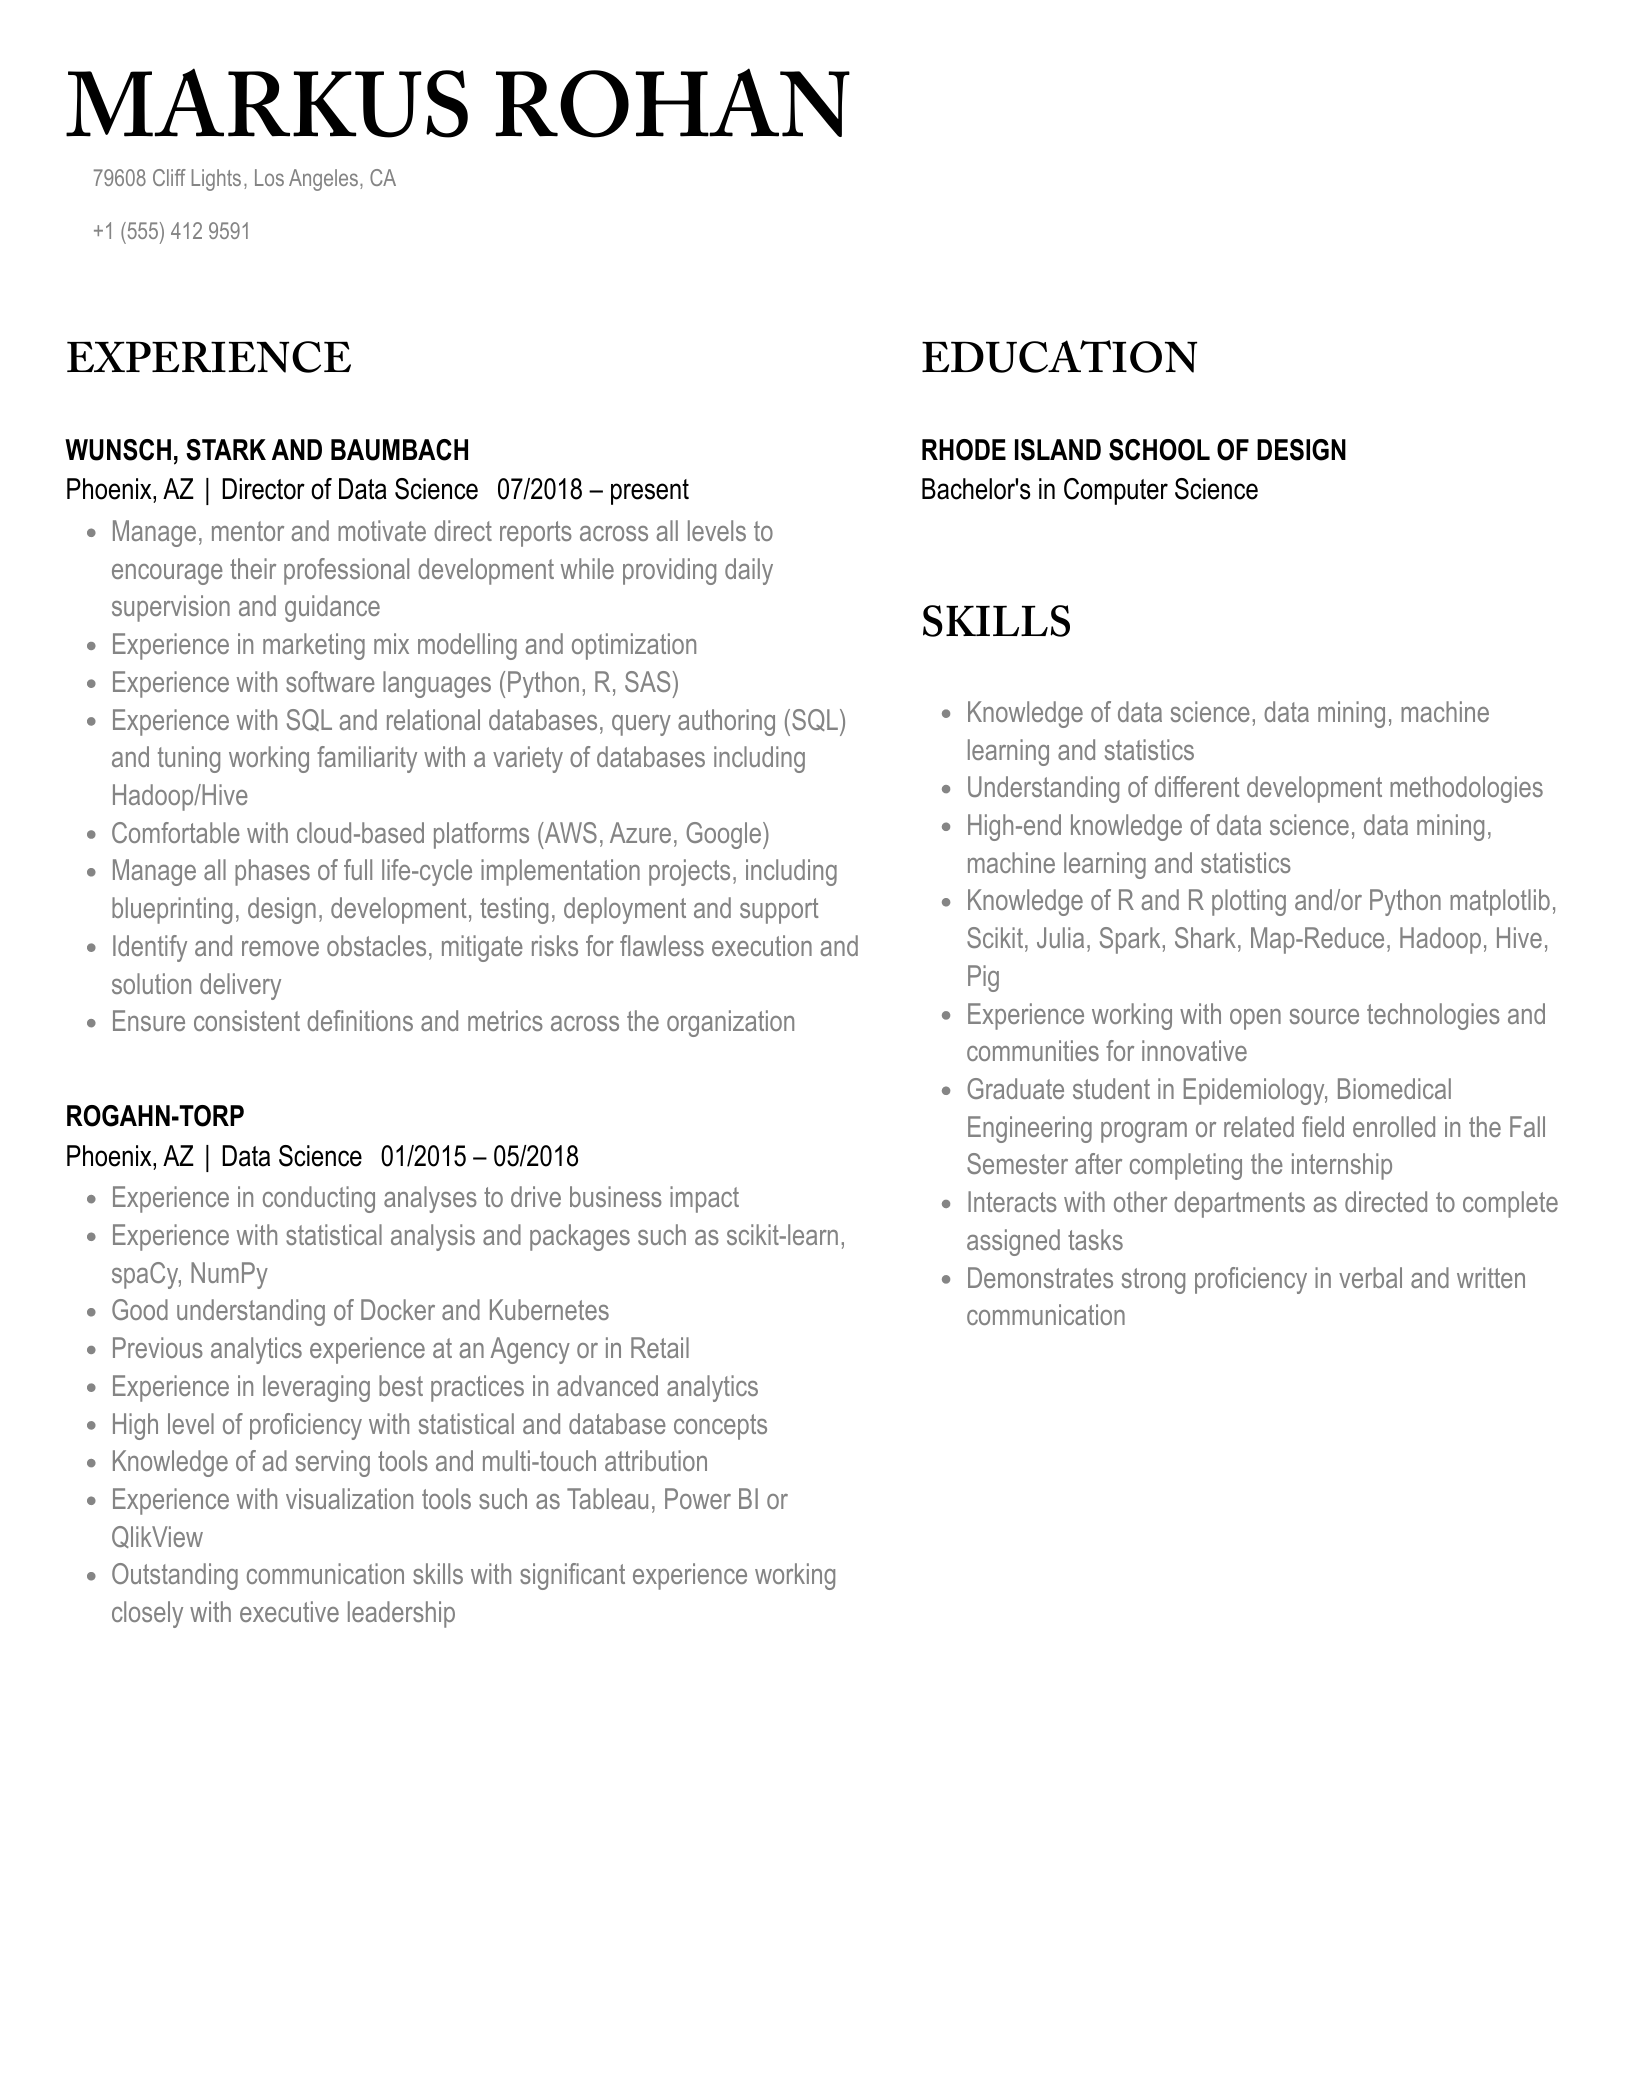 MARKUS ROHAN
79608 Cliff Lights, Los Angeles, CA
+1 (555) 412 9591
EXPERIENCE
WUNSCH, STARK AND BAUMBACH
Phoenix, AZ | Director of Data Science 07/2018 – present
• Manage, mentor and motivate direct reports across all levels to
encourage their professional development while providing daily
supervision and guidance
• Experience in marketing mix modelling and optimization
• Experience with software languages (Python, R, SAS)
• Experience with SQL and relational databases, query authoring (SQL)
and tuning working familiarity with a variety of databases including
Hadoop/Hive
• Comfortable with cloud-based platforms (AWS, Azure, Google)
• Manage all phases of full life-cycle implementation projects, including
blueprinting, design, development, testing, deployment and support
• Identify and remove obstacles, mitigate risks for flawless execution and
solution delivery
• Ensure consistent definitions and metrics across the organization
ROGAHN-TORP
Phoenix, AZ | Data Science 01/2015 – 05/2018
• Experience in conducting analyses to drive business impact
• Experience with statistical analysis and packages such as scikit-learn,
spaCy, NumPy
• Good understanding of Docker and Kubernetes
• Previous analytics experience at an Agency or in Retail
• Experience in leveraging best practices in advanced analytics
• High level of proficiency with statistical and database concepts
• Knowledge of ad serving tools and multi-touch attribution
• Experience with visualization tools such as Tableau, Power BI or
QlikView
• Outstanding communication skills with significant experience working
closely with executive leadership
EDUCATION
RHODE ISLAND SCHOOL OF DESIGN
Bachelor's in Computer Science
SKILLS
• Knowledge of data science, data mining, machine
learning and statistics
• Understanding of different development methodologies
• High-end knowledge of data science, data mining,
machine learning and statistics
• Knowledge of R and R plotting and/or Python matplotlib,
Scikit, Julia, Spark, Shark, Map-Reduce, Hadoop, Hive,
Pig
• Experience working with open source technologies and
communities for innovative
• Graduate student in Epidemiology, Biomedical
Engineering program or related field enrolled in the Fall
Semester after completing the internship
• Interacts with other departments as directed to complete
assigned tasks
• Demonstrates strong proficiency in verbal and written
communication